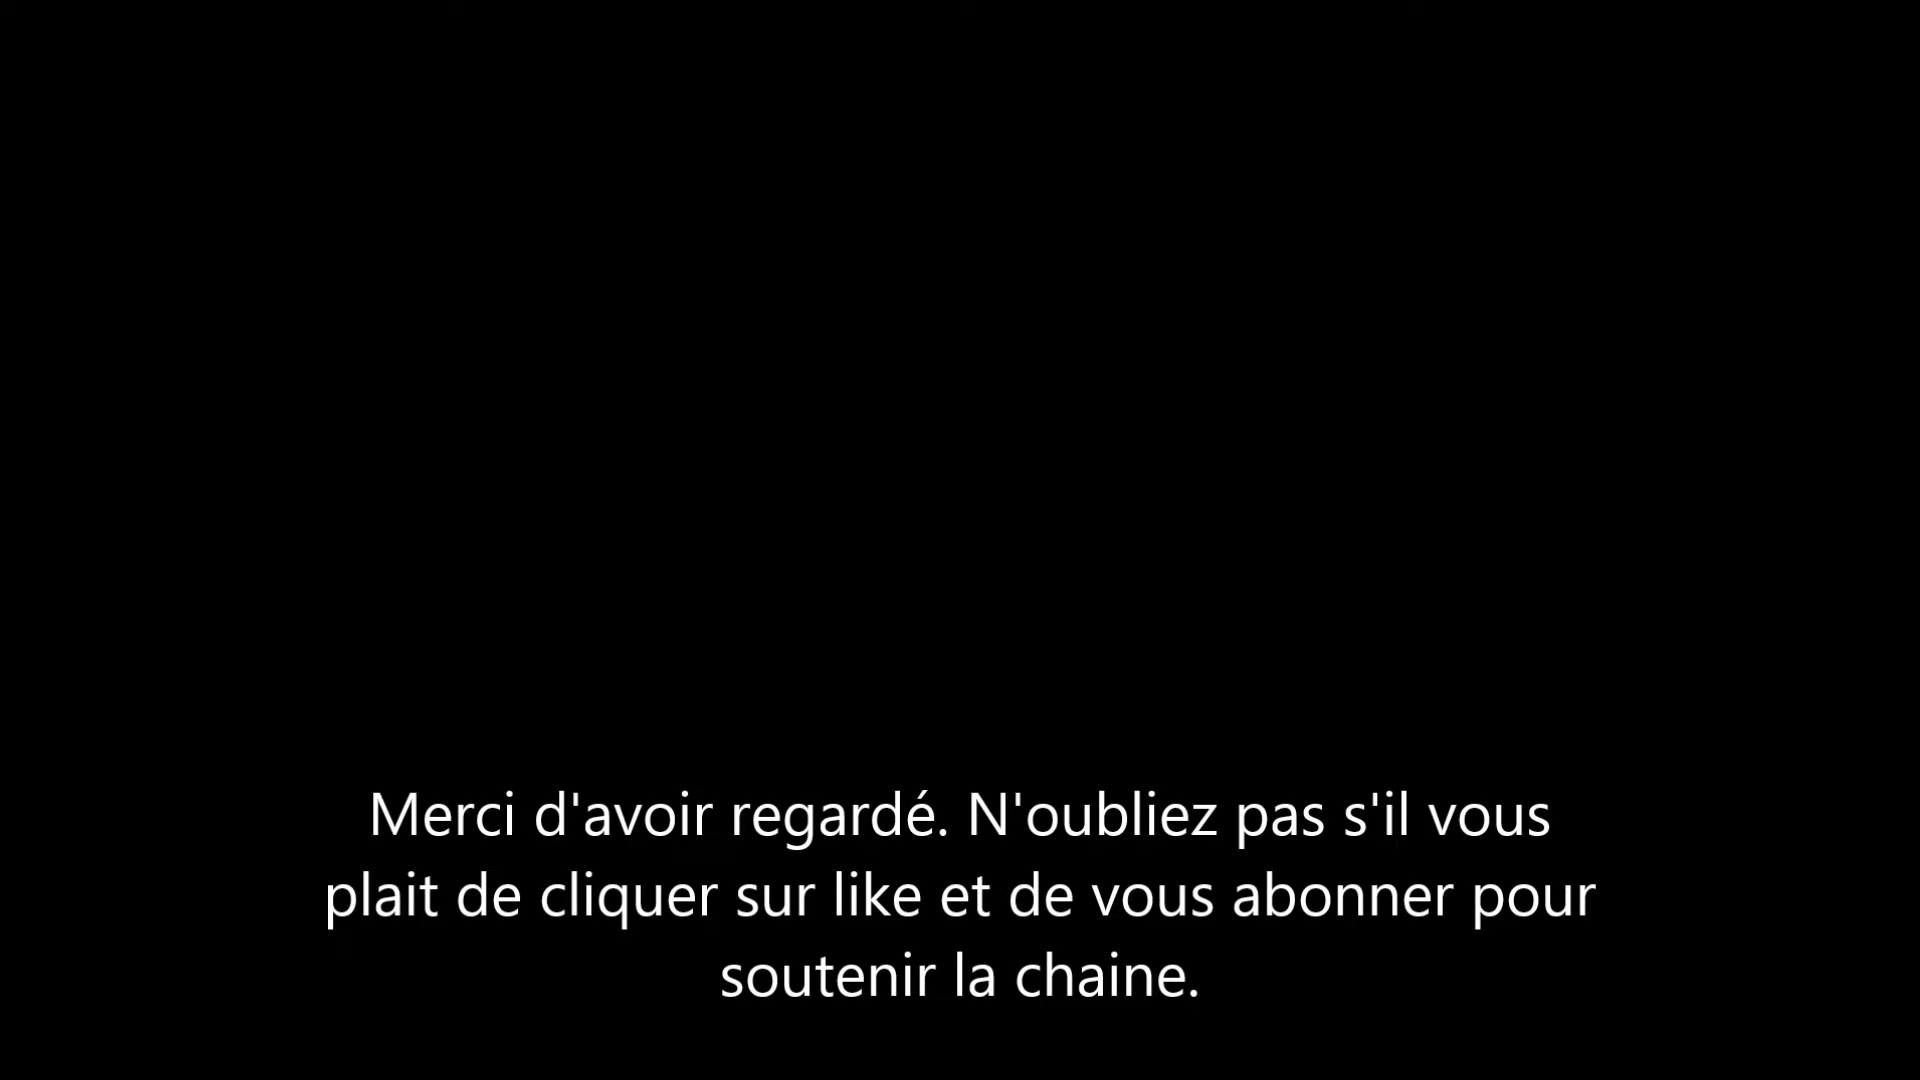 Merci d'avoir regardé. N'oubliez pas s'il vous
plait de cliquer sur like et de vous abonner pour
soutenir la chaine.